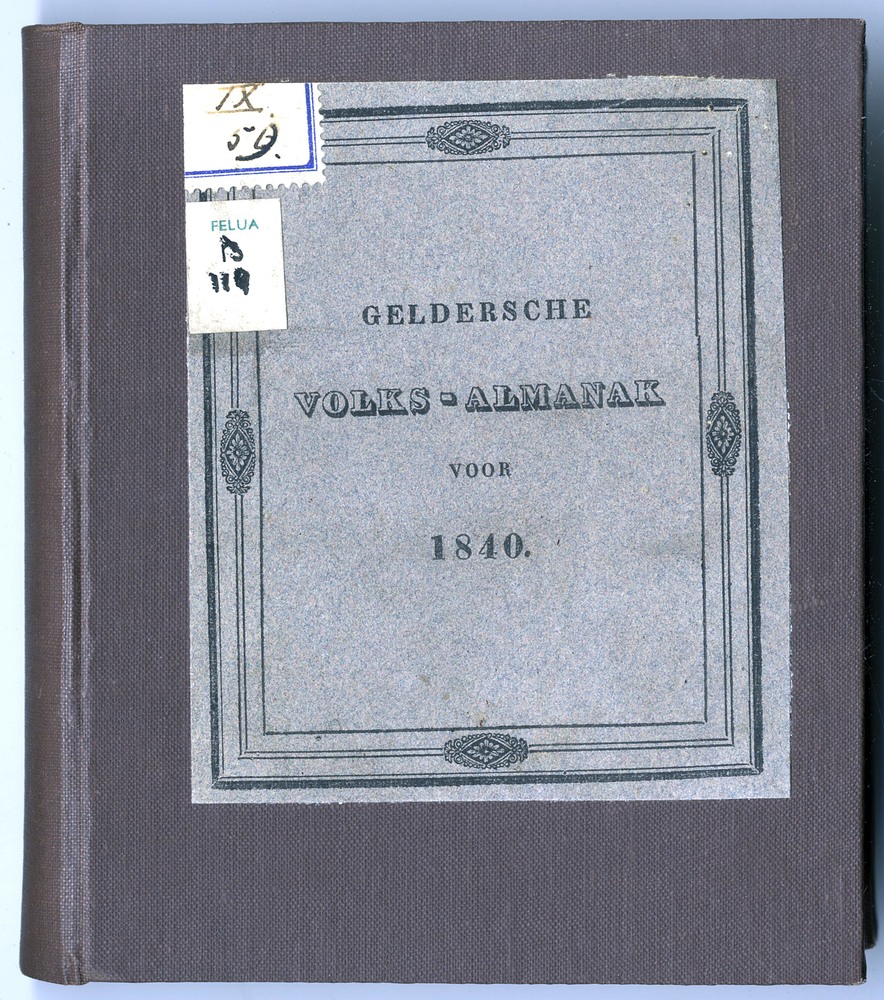 IX.
59.
FELUA
B
119
GELDERSCHE
VOLKS-ALMANAK
VOOR
1840.